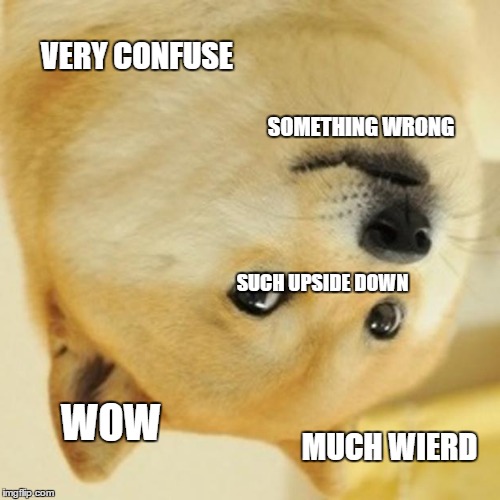 VERY CONFUSE
SOMETHING WRONG
SUCH UPSIDE DOWN
WOW
MUCH WIERD
imgflip.com